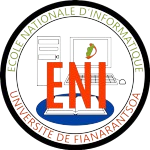 ECOLE NATIONALE D'INFORMATIQUE
ENI
UNIVERSITE DE FIANARANTSOA